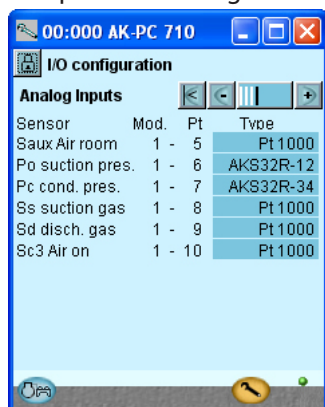 00:000 AK-PC 710
I/O configuration
Analog Inputs
Sensor Mod. Pt Type
Saux Air room 1 - 5 Pt 1000
Po suction pres. 1 - 6 AKS32R-12
Pc cond. pres. 1 - 7 AKS32R-34
Ss suction gas 1 - 8 Pt 1000
Sd disch. gas 1 - 9 Pt 1000
Sc3 Air on 1 - 10 Pt 1000